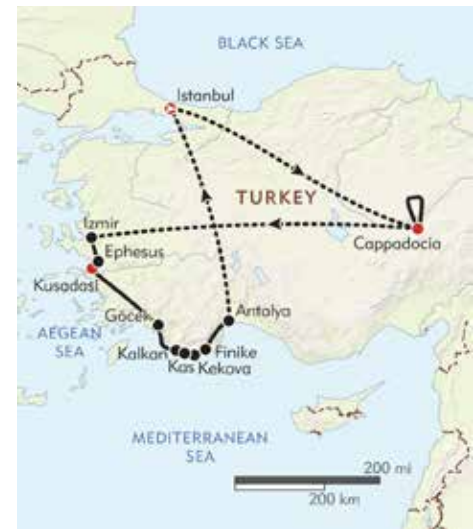 BLACK SEA
Istanbul
TURKEY
Izmir
Cappadocia
Ephesus
Kusadasi
Göcek
Antalya
AEGEAN
SEA
Kalkan
Finike
Kas
Kekova
MEDITERRANEAN
SEA
200 mi
200 km